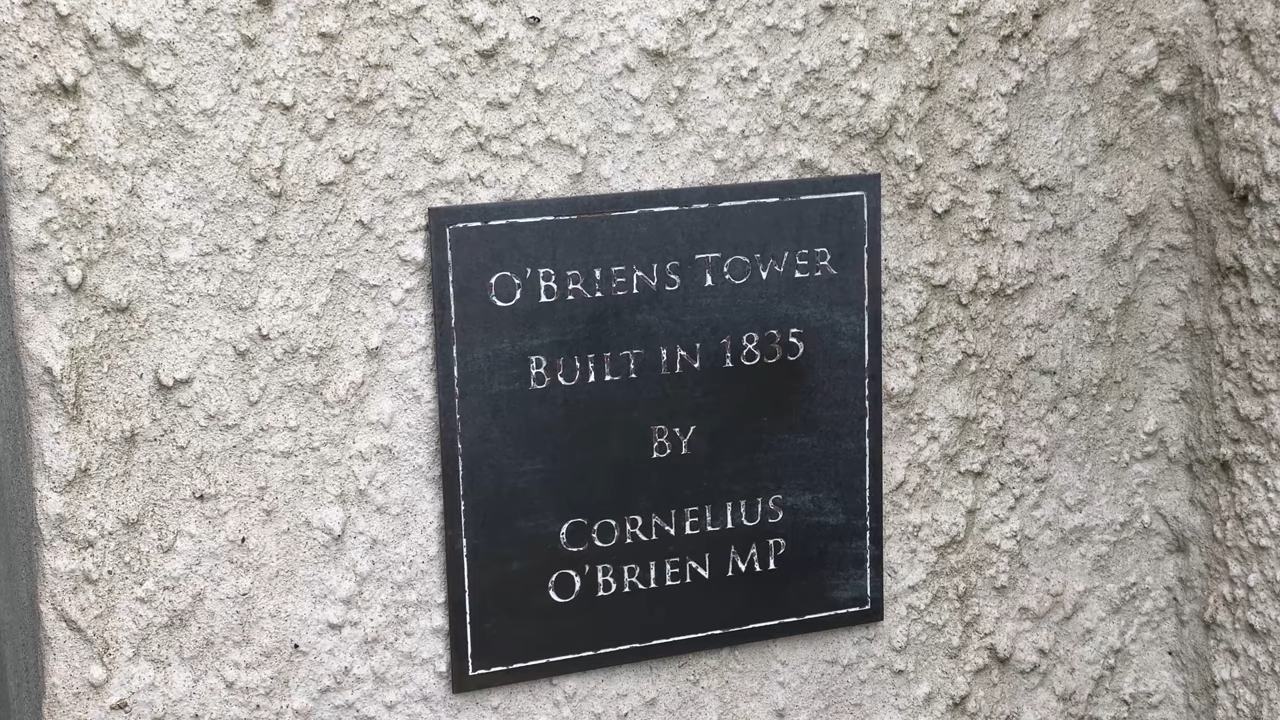 O'BRIENS TOWER
BUILT IN 1835
BY
CORNELIUS
O'BRIEN MP